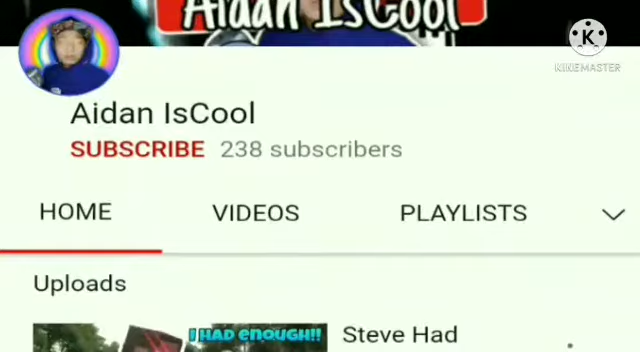 Aidan IsCool
K
KINEMASTER
Aidan IsCool
SUBSCRIBE 238 subscribers
HOME VIDEOS PLAYLISTS
Uploads
I HAD ENOUGH!! Steve Had